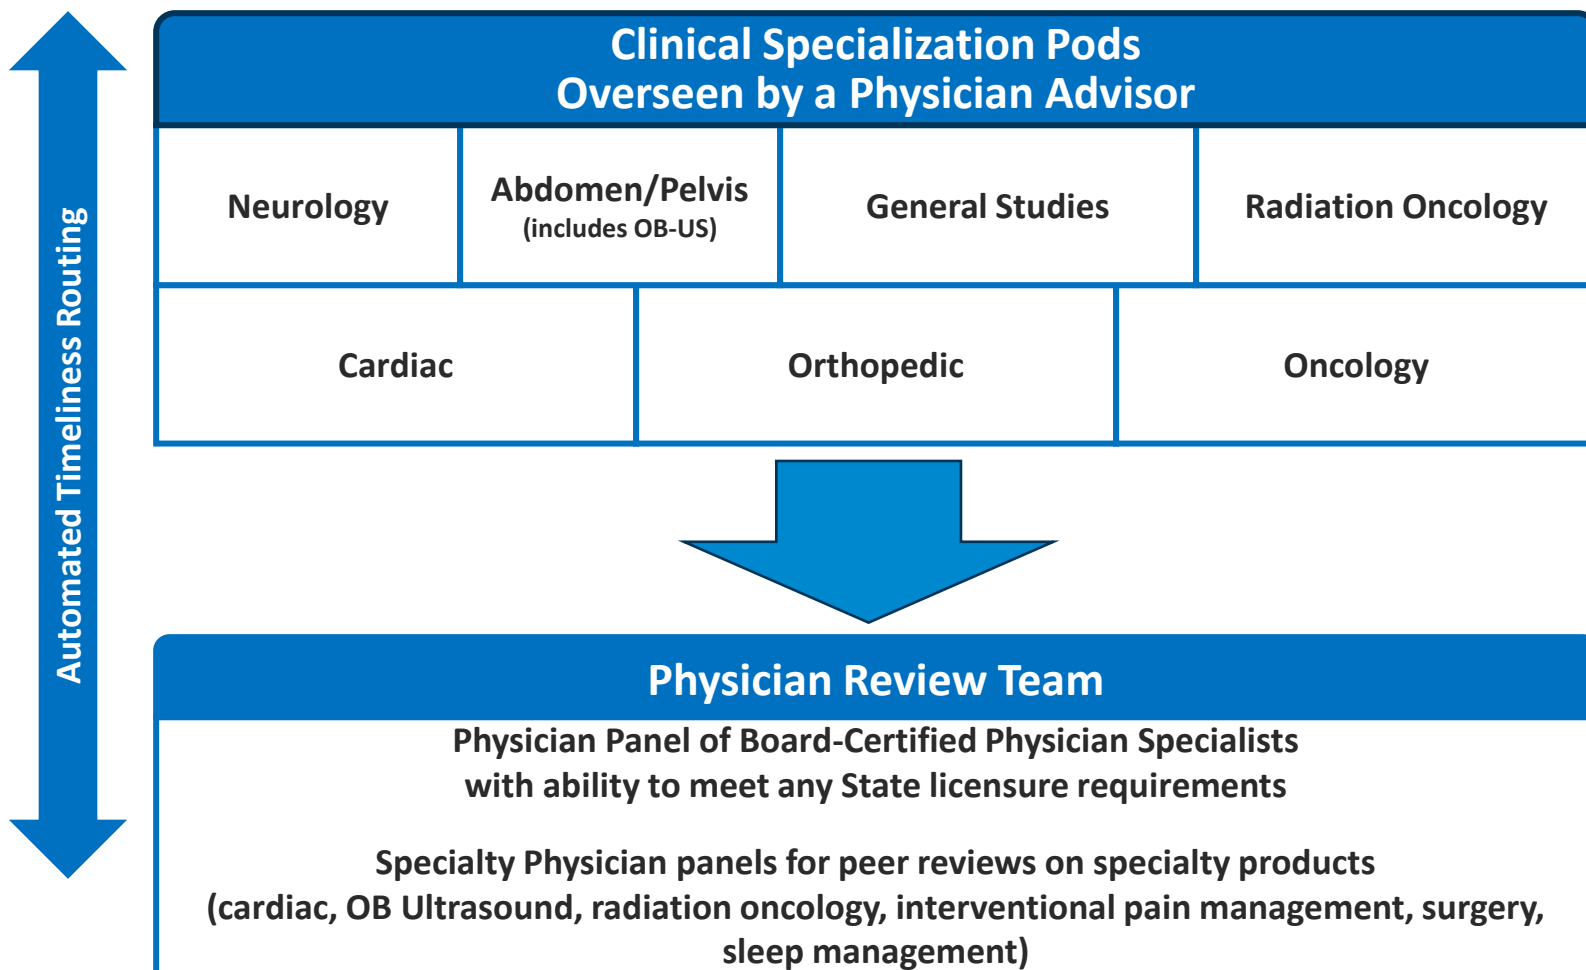 Automated Timeliness Routing
Clinical Specialization Pods
Overseen by a Physician Advisor
Neurology
Abdomen/Pelvis
(includes OB-US)
General Studies
Radiation Oncology
Cardiac
Orthopedic
Oncology
Physician Review Team
Physician Panel of Board-Certified Physician Specialists
with ability to meet any State licensure requirements
Specialty Physician panels for peer reviews on specialty products
(cardiac, OB Ultrasound, radiation oncology, interventional pain management, surgery,
sleep management)